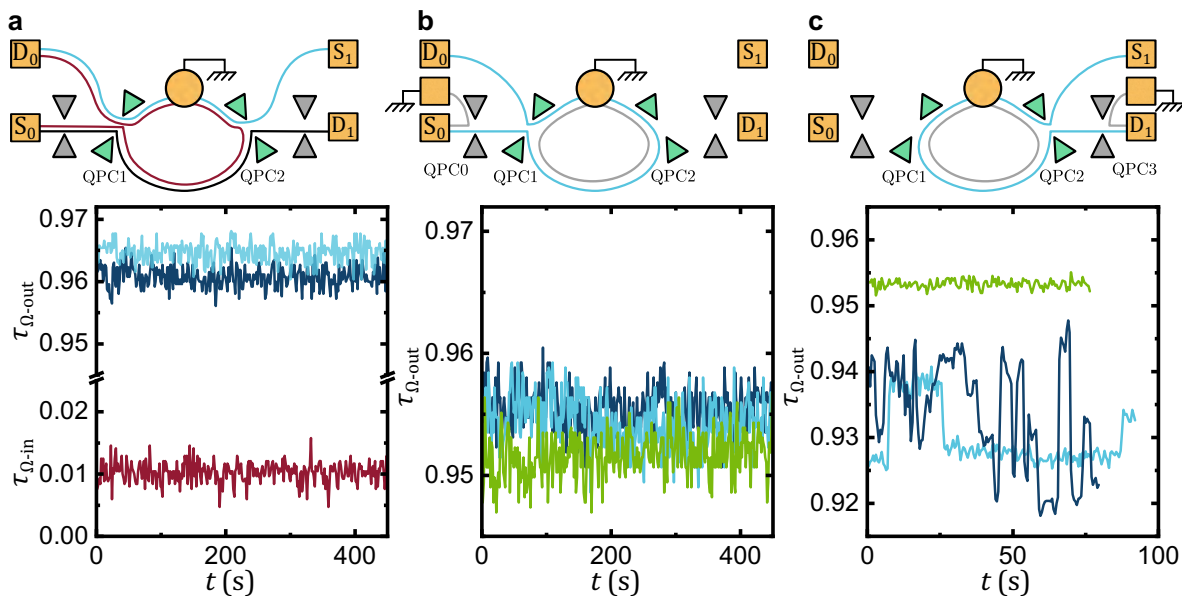 a
D₀
S₁
S₀
D₁
QPC1
QPC2
0.97
0.96
0.95
0.02
0.01
0.00
τΩ-out
τΩ-in
0
200
400
t (s)
b
D₀
S₁
S₀
D₁
QPC0
QPC1
QPC2
0.97
0.96
0.95
τΩ-out
0
200
400
t (s)
c
D₀
S₁
S₀
D₁
QPC1
QPC2
QPC3
0.96
0.95
0.94
0.93
0.92
τΩ-out
0
50
100
t (s)